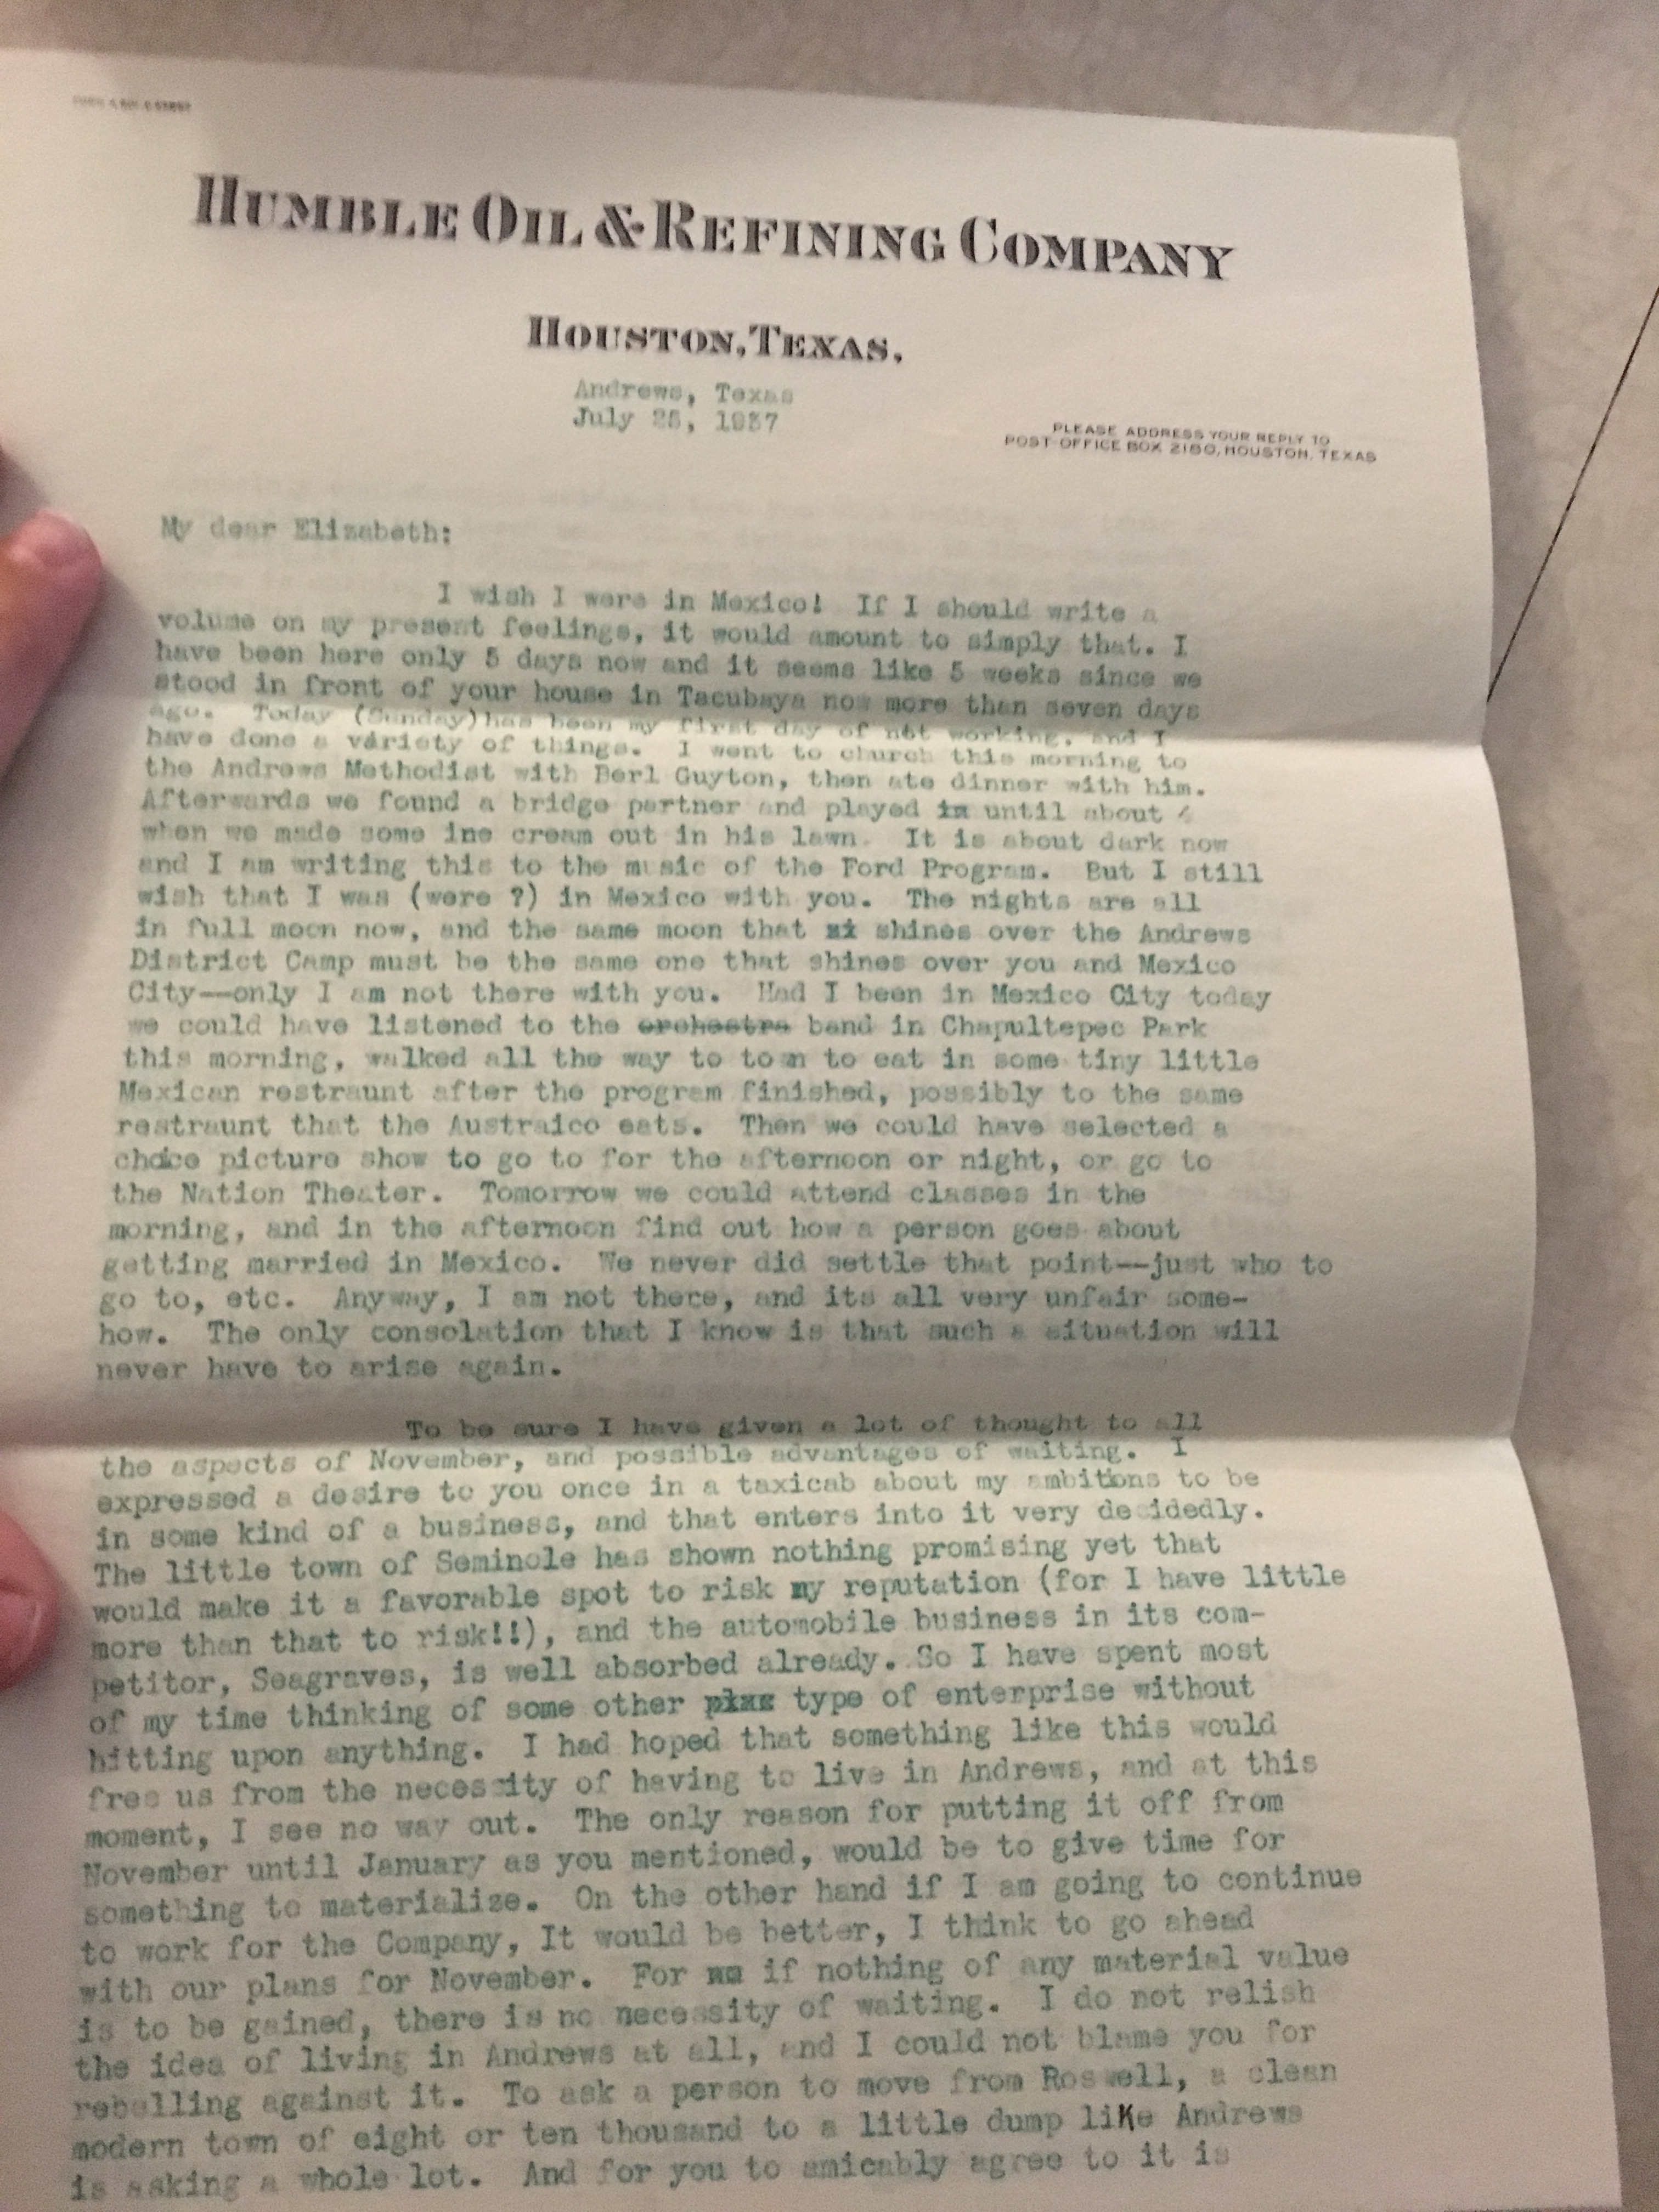 HUMBLE OIL & REFINING COMPANY
HOUSTON, TEXAS,
Andrews, Texas
July 25, 1937
PLEASE ADDRESS YOUR REPLY TO
POST-OFFICE BOX 2180, HOUSTON, TEXAS
My dear Elizabeth:
I wish I were in Mexico! If I should write a
volume on my present feelings, it would amount to simply that. I
have been here only 5 days now and it seems like 5 weeks since we
stood in front of your house in Tacubaya now more than seven days
ago. Today (Sunday)has been my first day of not working, and I
have done a variety of things. I went to church this morning to
the Andrews Methodist with Berl Guyton, then ate dinner with him.
Afterwards we found a bridge partner and played in until about 4
when we made some ine cream out in his lawn. It is about dark now
and I am writing this to the music of the Ford Program. But I still
wish that I was (were ?) in Mexico with you. The nights are all
in full moon now, and the same moon that shines over the Andrews
District Camp must be the same one that shines over you and Mexico
City--only I am not there with you. Had I been in Mexico City today
we could have listened to the orchestra band in Chapultepec Park
this morning, walked all the way to town to eat in some tiny little
Mexican restraunt after the program finished, possibly to the same
restraunt that the Austraico eats. Then we could have selected a
choice picture show to go to for the afternoon or night, or go to
the Nation Theater. Tomorrow we could attend classes in the
morning, and in the afternoon find out how a person goes about
getting married in Mexico. We never did settle that point--just who to
go to, etc. Anyway, I am not there, and its all very unfair some-
how. The only consolation that I know is that such a situation will
never have to arise again.
To be sure I have given a lot of thought to all
the aspects of November, and possible advantages of waiting. I
expressed a desire to you once in a taxicab about my ambitions to be
in some kind of a business, and that enters into it very decidedly.
The little town of Seminole has shown nothing promising yet that
would make it a favorable spot to risk my reputation (for I have little
more than that to risk!!), and the automobile business in its com-
petitor, Seagraves, is well absorbed already. So I have spent most
of my time thinking of some other type of enterprise without
hitting upon anything. I had hoped that something like this would
free us from the necessity of having to live in Andrews, and at this
moment, I see no way out. The only reason for putting it off from
November until January as you mentioned, would be to give time for
something to materialize. On the other hand if I am going to continue
to work for the Company, It would be better, I think to go ahead
with our plans for November. For if nothing of any material value
is to be gained, there is no necessity of waiting. I do not relish
the idea of living in Andrews at all, and I could not blame you for
rebelling against it. To ask a person to move from Roswell, a clean
modern town of eight or ten thousand to a little dump like Andrews
is asking a whole lot. And for you to amicably agree to it is